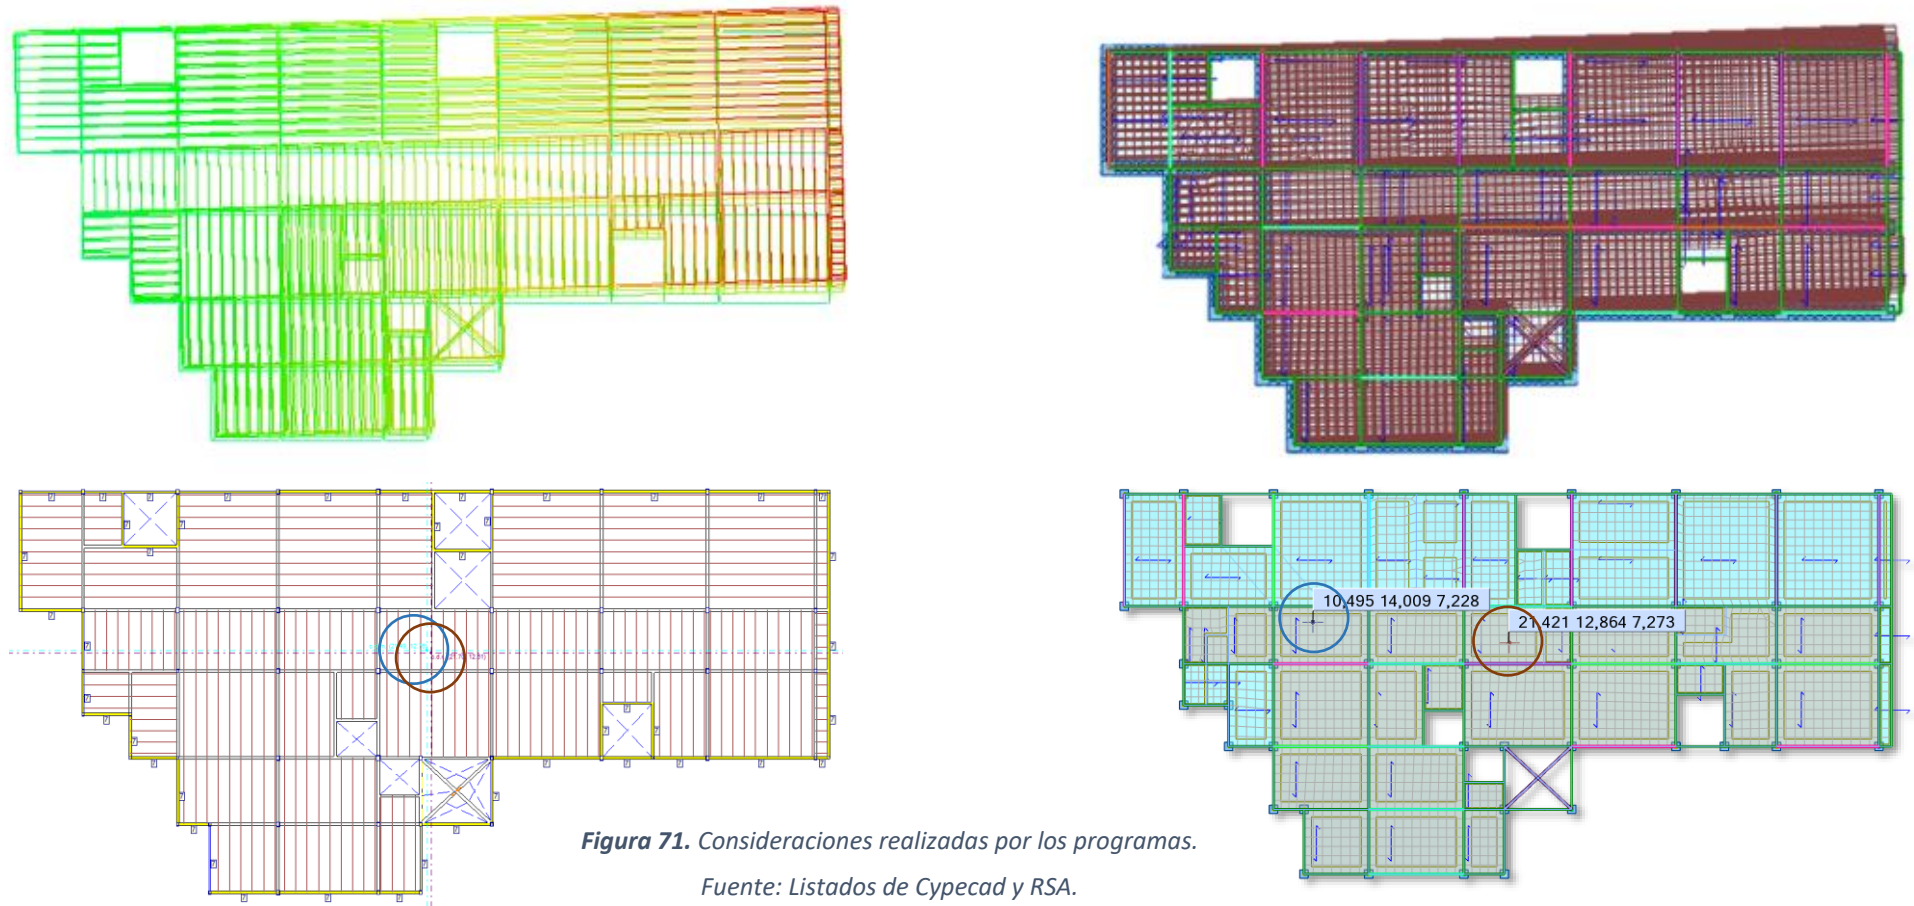 10,495 14,009 7,228
21,421 12,864 7,273
Figura 71. Consideraciones realizadas por los programas.
Fuente: Listados de Cypecad y RSA.